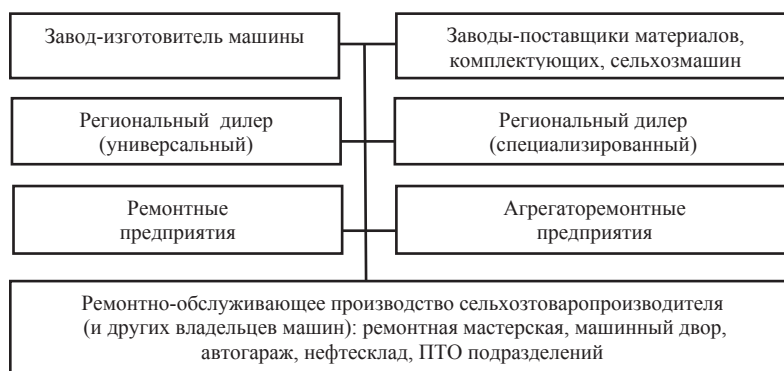 Завод-изготовитель машины
Заводы-поставщики материалов,
комплектующих, сельхозмашин
Региональный дилер
(универсальный)
Региональный дилер
(специализированный)
Ремонтные
предприятия
Агрегаторемонтные
предприятия
Ремонтно-обслуживающее производство сельхозтоваропроизводителя
(и других владельцев машин): ремонтная мастерская, машинный двор,
автогараж, нефтесклад, ПТО подразделений